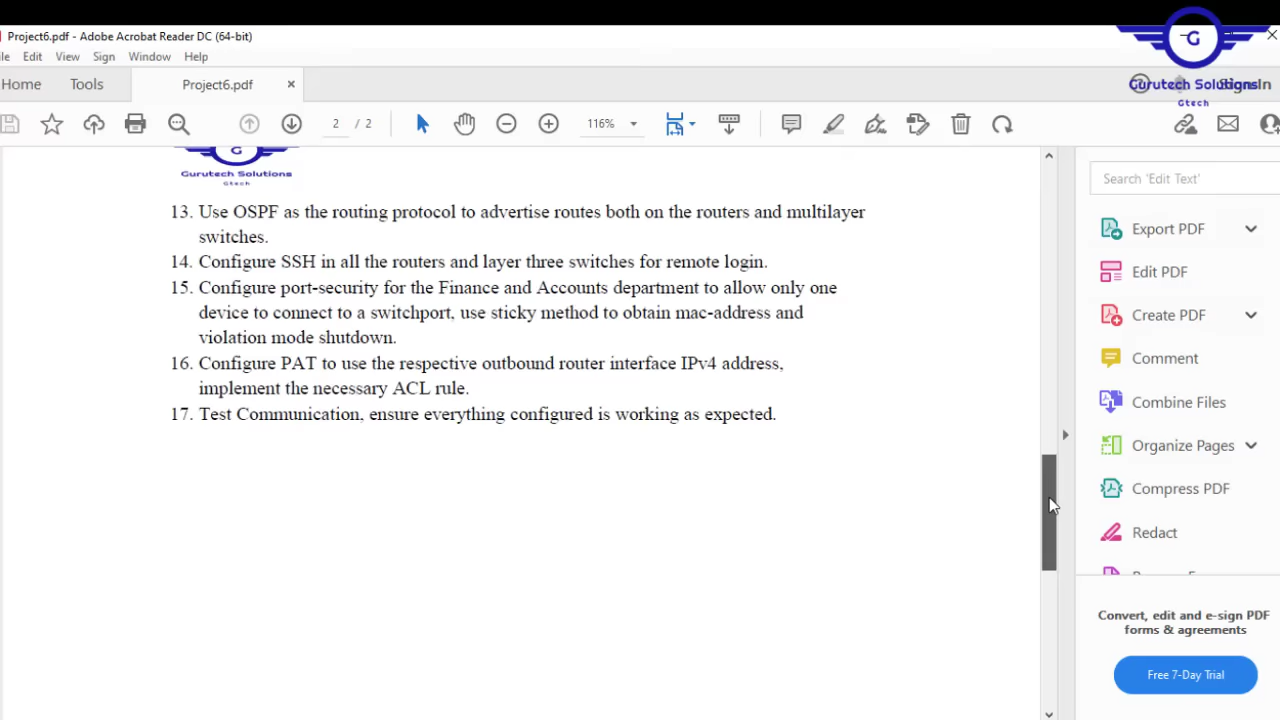 Project6.pdf - Adobe Acrobat Reader DC (64-bit)
ile Edit View Sign Window Help
G
Home Tools Project6.pdf ×
Gurutech Solutions
Sign In
Gtech
2 / 2 116%
G
Gurutech Solutions
Gtech
13. Use OSPF as the routing protocol to advertise routes both on the routers and multilayer
switches.
14. Configure SSH in all the routers and layer three switches for remote login.
15. Configure port-security for the Finance and Accounts department to allow only one
device to connect to a switchport, use sticky method to obtain mac-address and
violation mode shutdown.
16. Configure PAT to use the respective outbound router interface IPv4 address,
implement the necessary ACL rule.
17. Test Communication, ensure everything configured is working as expected.
Search 'Edit Text'
Export PDF
Edit PDF
Create PDF
Comment
Combine Files
Organize Pages
Compress PDF
Redact
Convert, edit and e-sign PDF
forms & agreements
Free 7-Day Trial